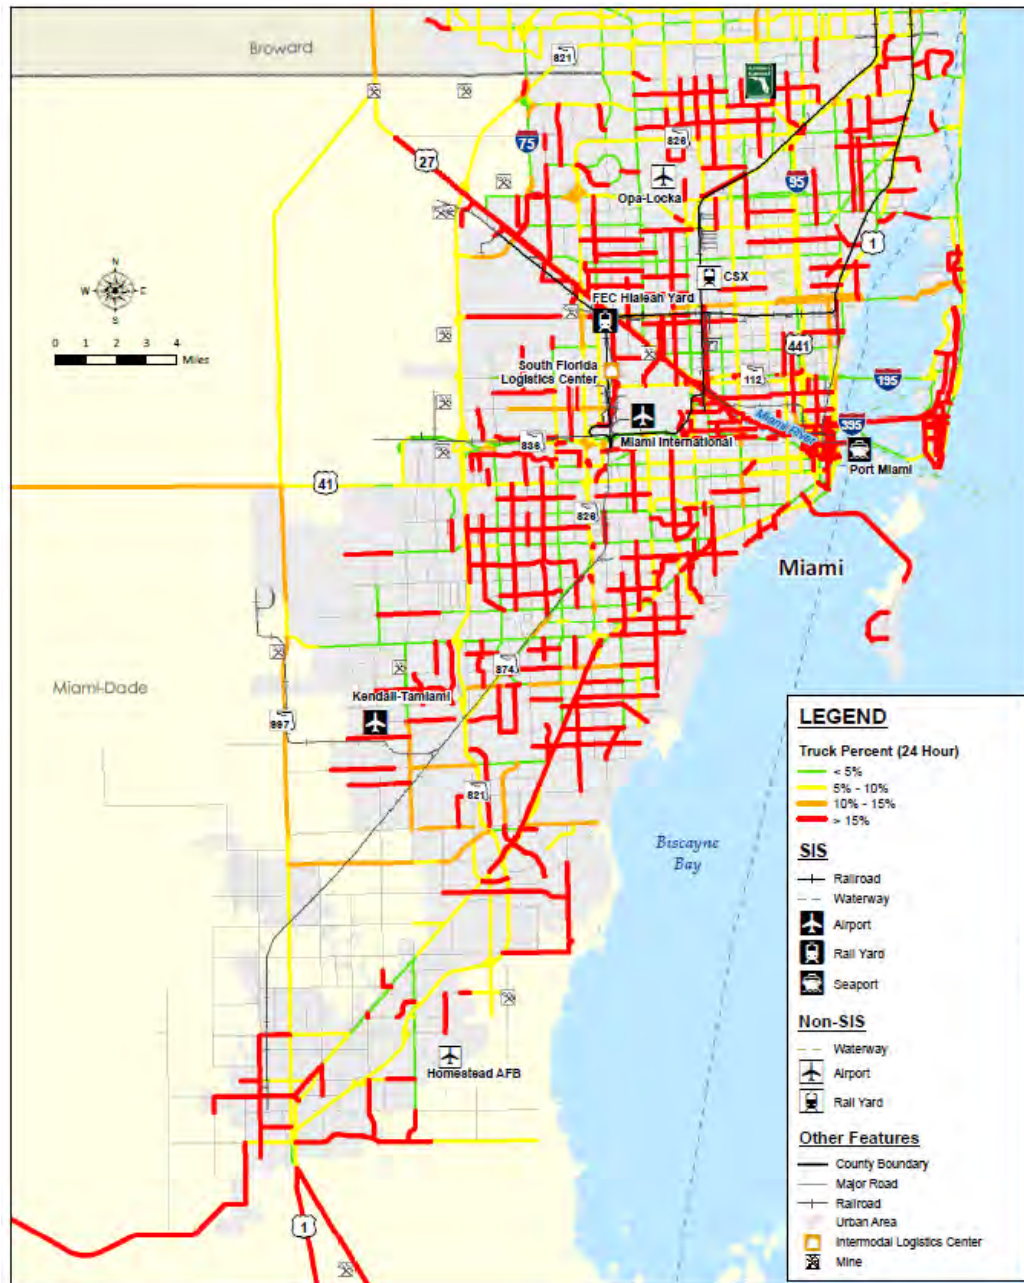 Broward
821
75
27
826
95
Opa-Locka
1
N
W
E
S
CSX
FEC Hialeah Yard
0 1 2 3 4
Miles
441
South Florida
Logistics Center
112
195
Miami River
395
836
Miami International
Port Miami
41
826
Miami
874
Miami-Dade
Kendall-Tamiami
997
821
Biscayne
Bay
Homestead AFB
1
LEGEND
Truck Percent (24 Hour)
< 5%
5% - 10%
10% - 15%
> 15%
SIS
Railroad
Waterway
Airport
Rail Yard
Seaport
Non-SIS
Waterway
Airport
Rail Yard
Other Features
County Boundary
Major Road
Railroad
Urban Area
Intermodal Logistics Center
Mine